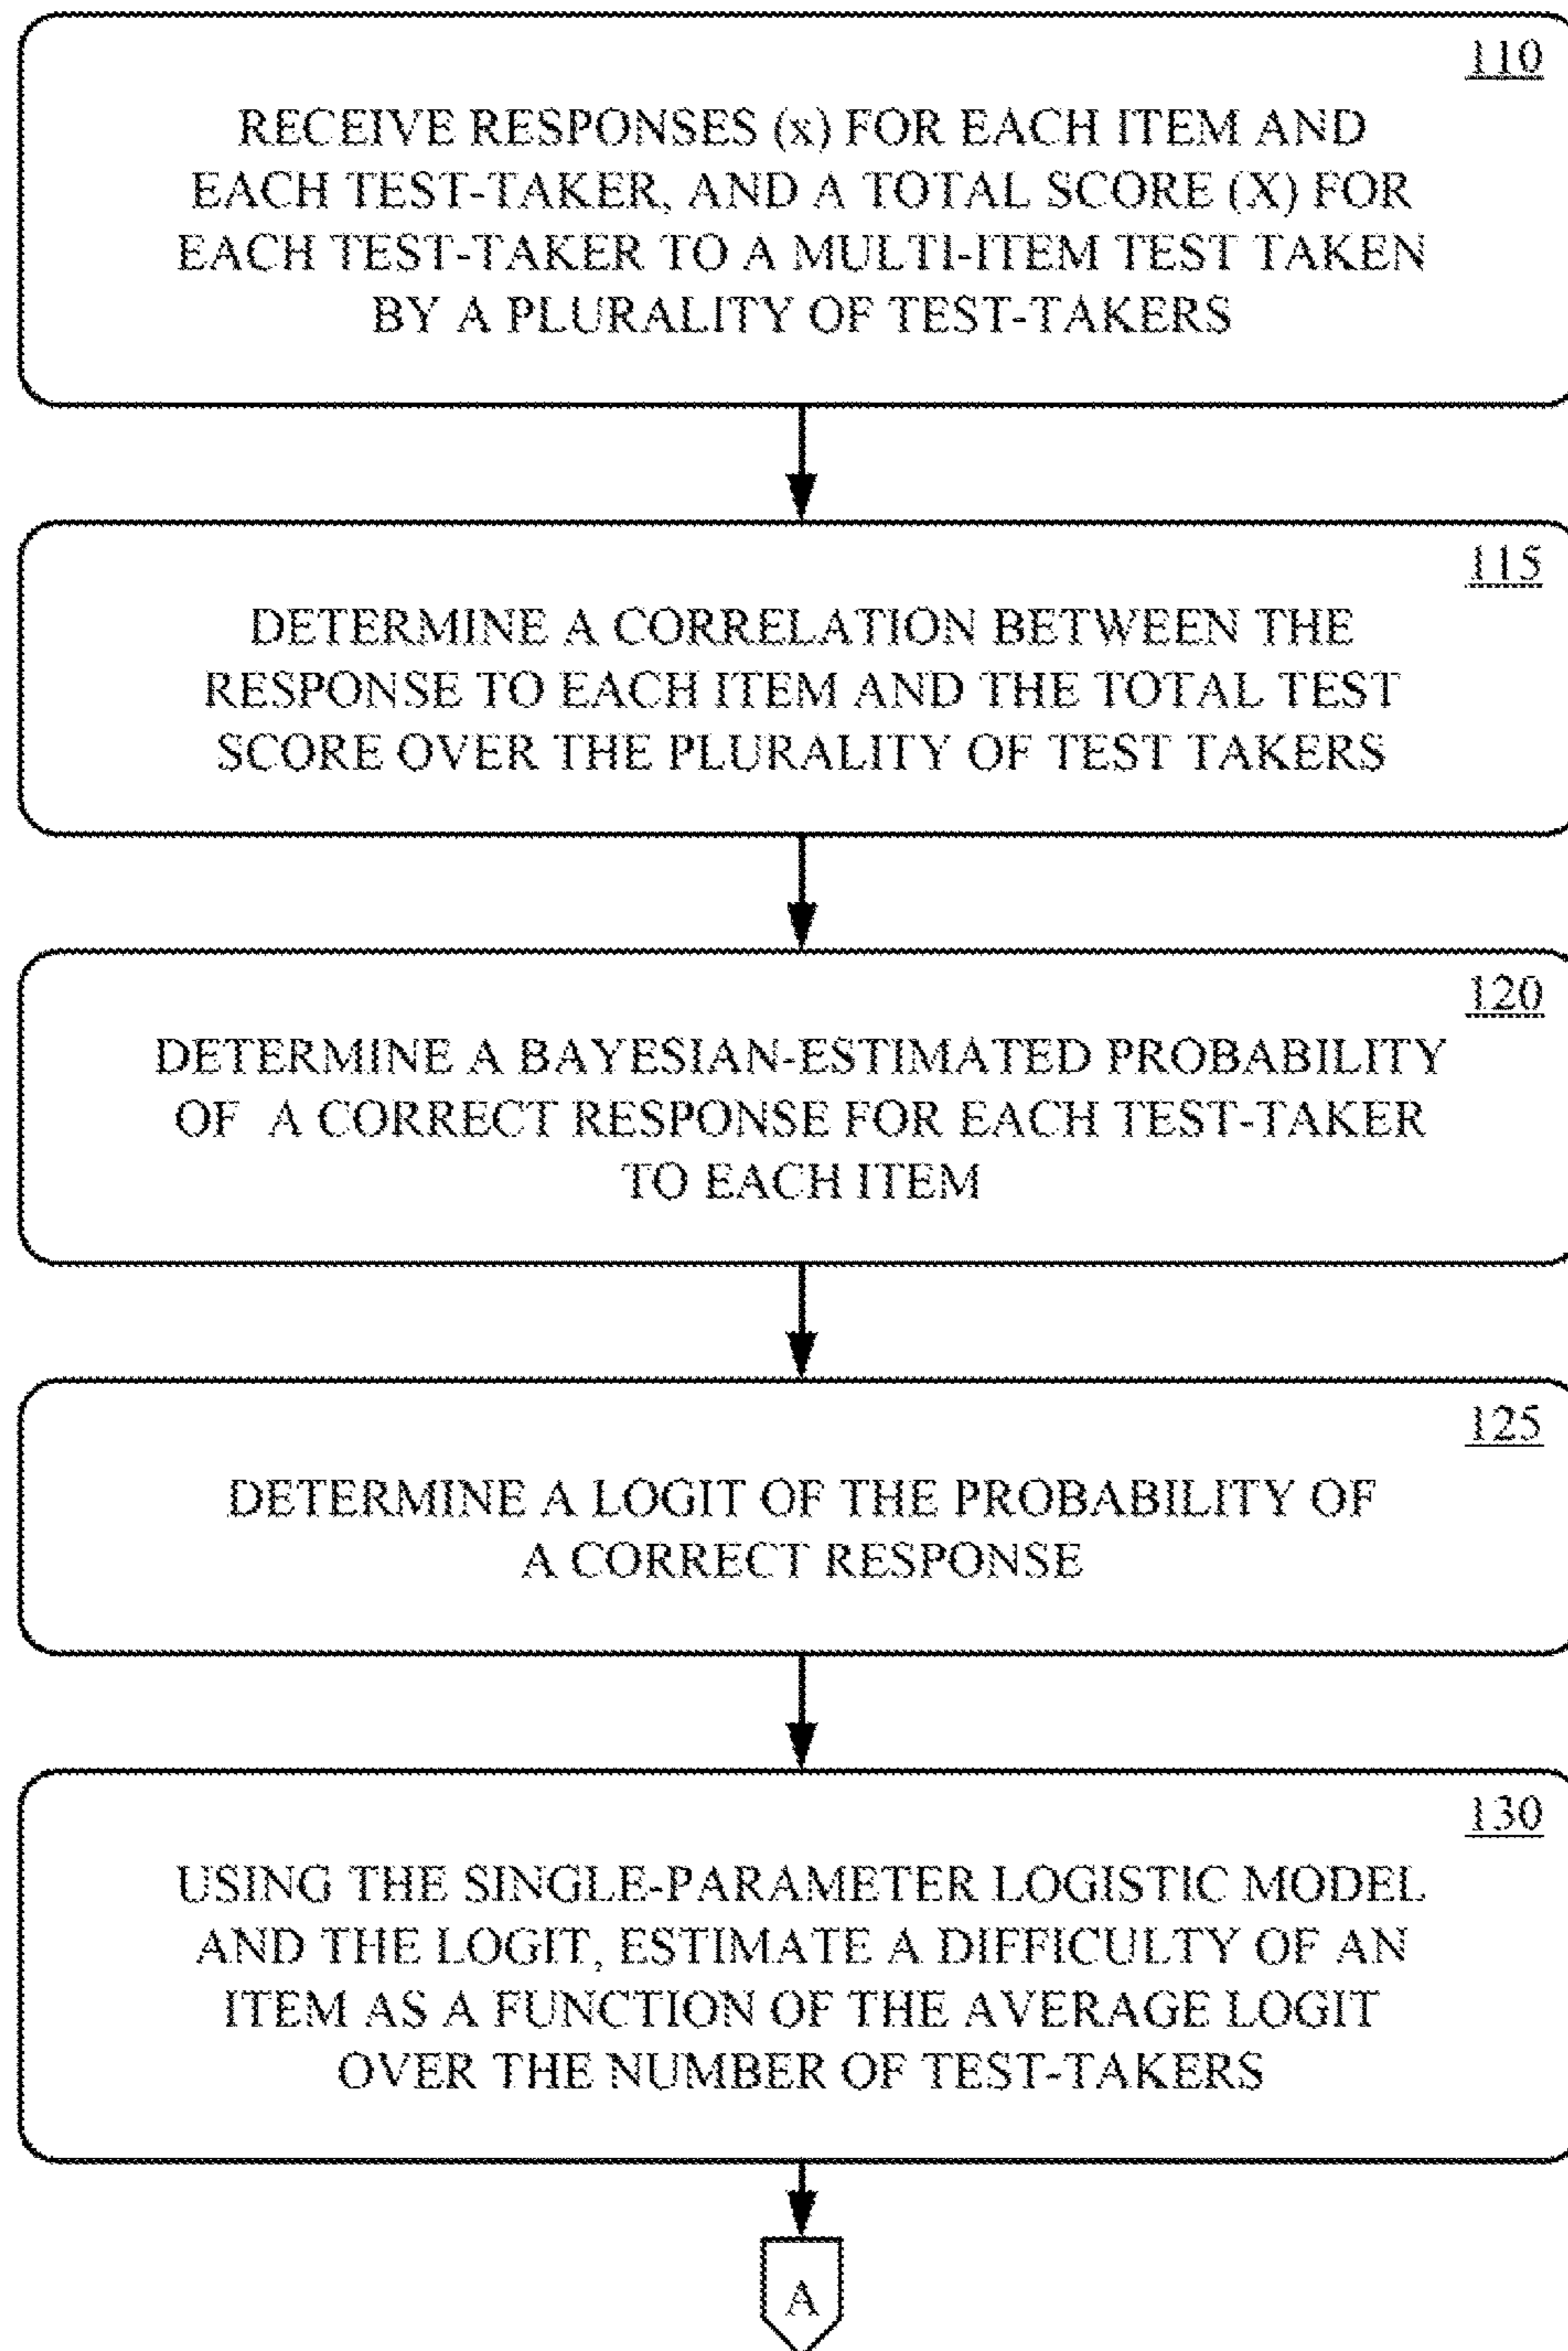 110
RECEIVE RESPONSES (x) FOR EACH ITEM AND
EACH TEST-TAKER, AND A TOTAL SCORE (X) FOR
EACH TEST-TAKER TO A MULTI-ITEM TEST TAKEN
BY A PLURALITY OF TEST-TAKERS
115
DETERMINE A CORRELATION BETWEEN THE
RESPONSE TO EACH ITEM AND THE TOTAL TEST
SCORE OVER THE PLURALITY OF TEST TAKERS
120
DETERMINE A BAYESIAN-ESTIMATED PROBABILITY
OF A CORRECT RESPONSE FOR EACH TEST-TAKER
TO EACH ITEM
125
DETERMINE A LOGIT OF THE PROBABILITY OF
A CORRECT RESPONSE
130
USING THE SINGLE-PARAMETER LOGISTIC MODEL
AND THE LOGIT, ESTIMATE A DIFFICULTY OF AN
ITEM AS A FUNCTION OF THE AVERAGE LOGIT
OVER THE NUMBER OF TEST-TAKERS
A